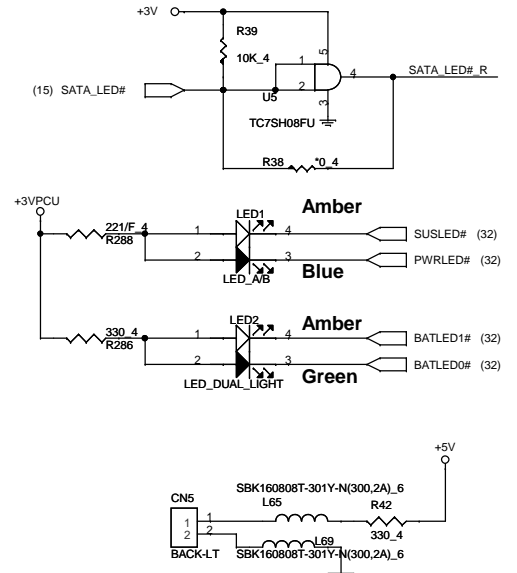 +3V
R39
10K_4
(15) SATA_LED#
1
2
U5
5
4
3
SATA_LED#_R
TC7SH08FU
R38 *0_4
+3VPCU
Amber
LED1
221/F_4
R288
1
4
SUSLED# (32)
2
3
PWRLED# (32)
LED_A/B
Blue
Amber
LED2
330_4
R286
1
4
BATLED1# (32)
2
3
BATLED0# (32)
LED_DUAL_LIGHT
Green
+5V
SBK160808T-301Y-N(300,2A)_6
CN5
L65
R42
1
1
2
2
330_4
L69
BACK-LT
SBK160808T-301Y-N(300,2A)_6